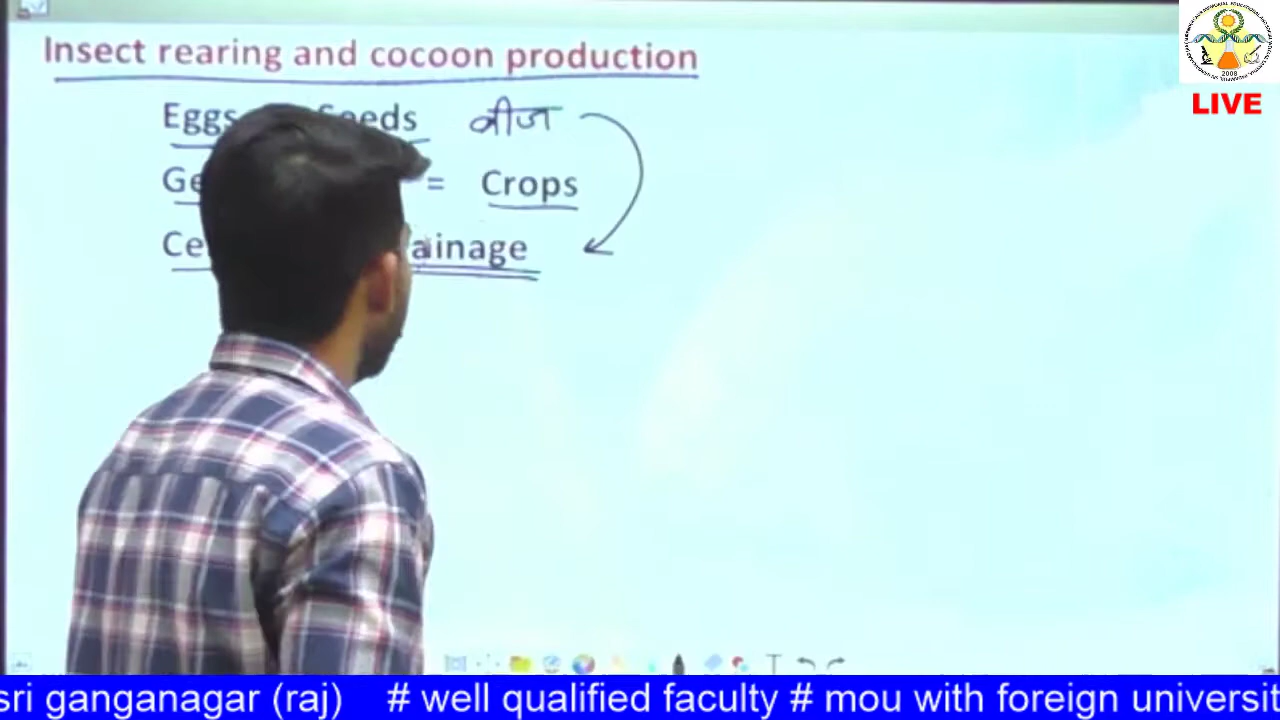 Insect rearing and cocoon production
Eggs Seeds बीज
= Crops
LIVE
2008
sri ganganagar (raj) # well qualified faculty # mou with foreign universit